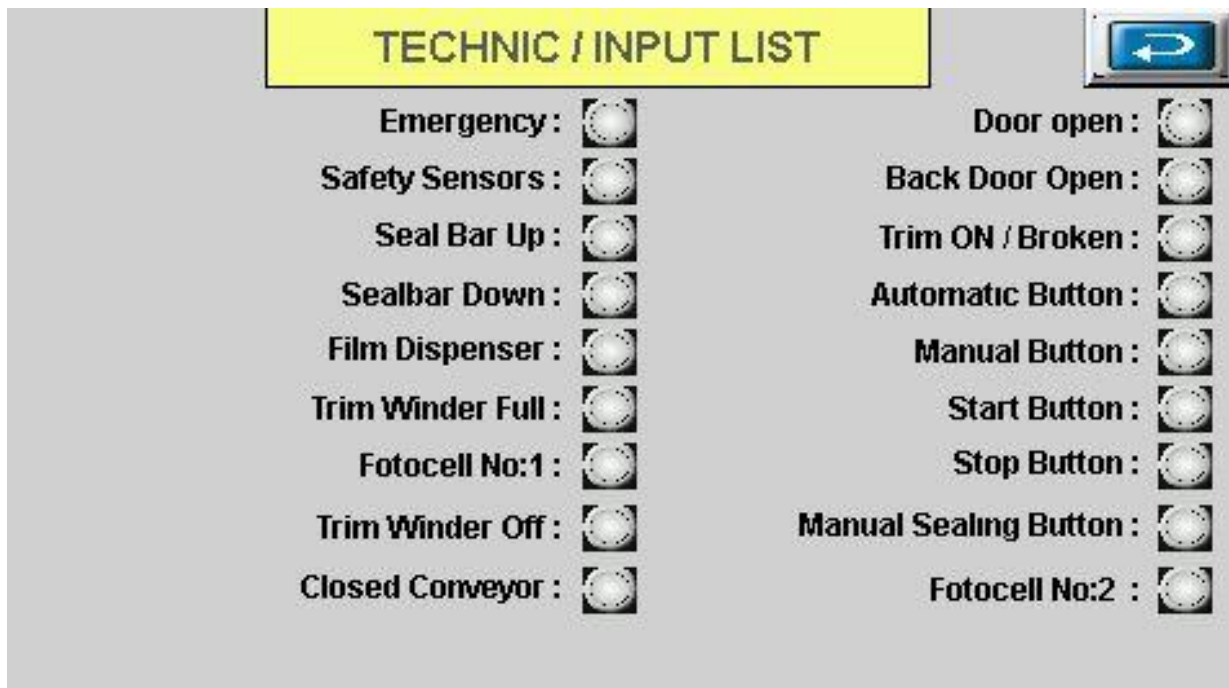 TECHNIC / INPUT LIST
Emergency :
Safety Sensors :
Seal Bar Up :
Sealbar Down :
Film Dispenser :
Trim Winder Full :
Fotocell No:1 :
Trim Winder Off :
Closed Conveyor :
Door open :
Back Door Open :
Trim ON / Broken :
Automatıc Button :
Manual Button :
Start Button :
Stop Button :
Manual Sealıng Button :
Fotocell No:2 :